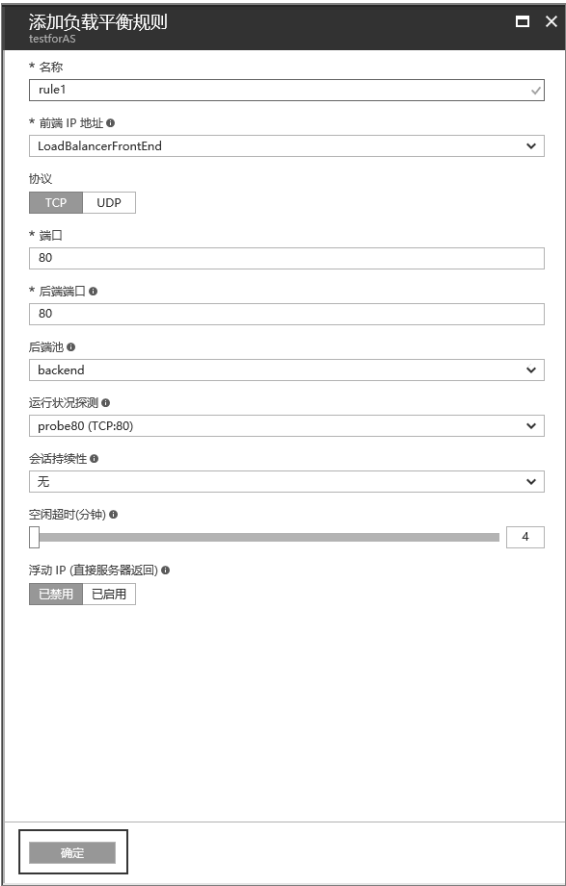 添加负载平衡规则
testforAS
* 名称
rule1
* 前端 IP 地址
LoadBalancerFrontEnd
协议
TCP UDP
* 端口
80
* 后端端口
80
后端池
backend
运行状况探测
probe80 (TCP:80)
会话持续性
无
空闲超时(分钟)
4
浮动 IP (直接服务器返回)
已禁用 已启用
确定